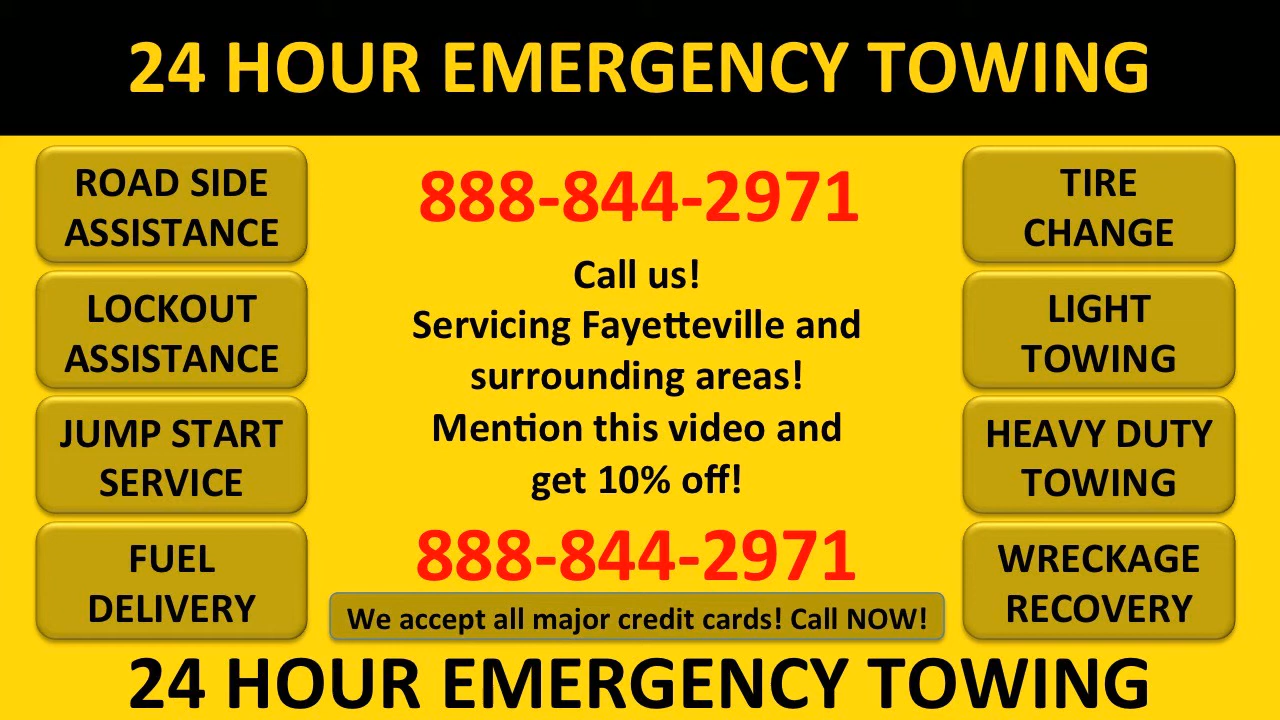 24 HOUR EMERGENCY TOWING
ROAD SIDE
ASSISTANCE
LOCKOUT
ASSISTANCE
JUMP START
SERVICE
FUEL
DELIVERY
888-844-2971
Call us!
Servicing Fayetteville and
surrounding areas!
Mention this video and
get 10% off!
888-844-2971
We accept all major credit cards! Call NOW!
TIRE
CHANGE
LIGHT
TOWING
HEAVY DUTY
TOWING
WRECKAGE
RECOVERY
24 HOUR EMERGENCY TOWING